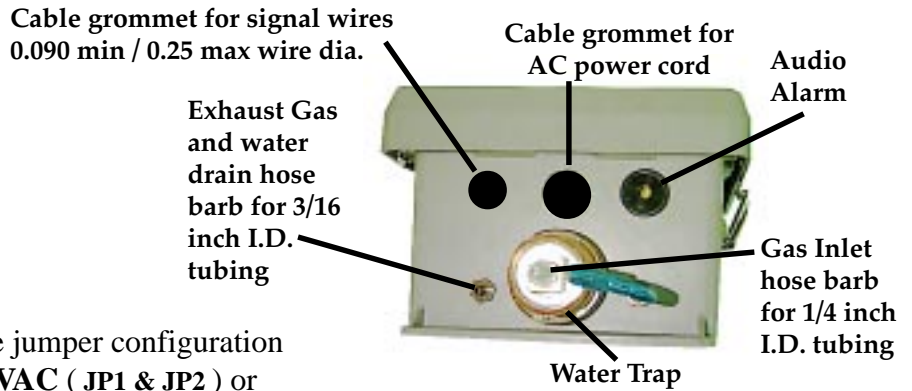 Cable grommet for signal wires
0.090 min / 0.25 max wire dia.
Cable grommet for
AC power cord
Audio
Alarm
Exhaust Gas
and water
drain hose
barb for 3/16
inch I.D.
tubing
Gas Inlet
hose barb
for 1/4 inch
I.D. tubing
Water Trap
jumper configuration
VAC ( JP1 & JP2 ) or